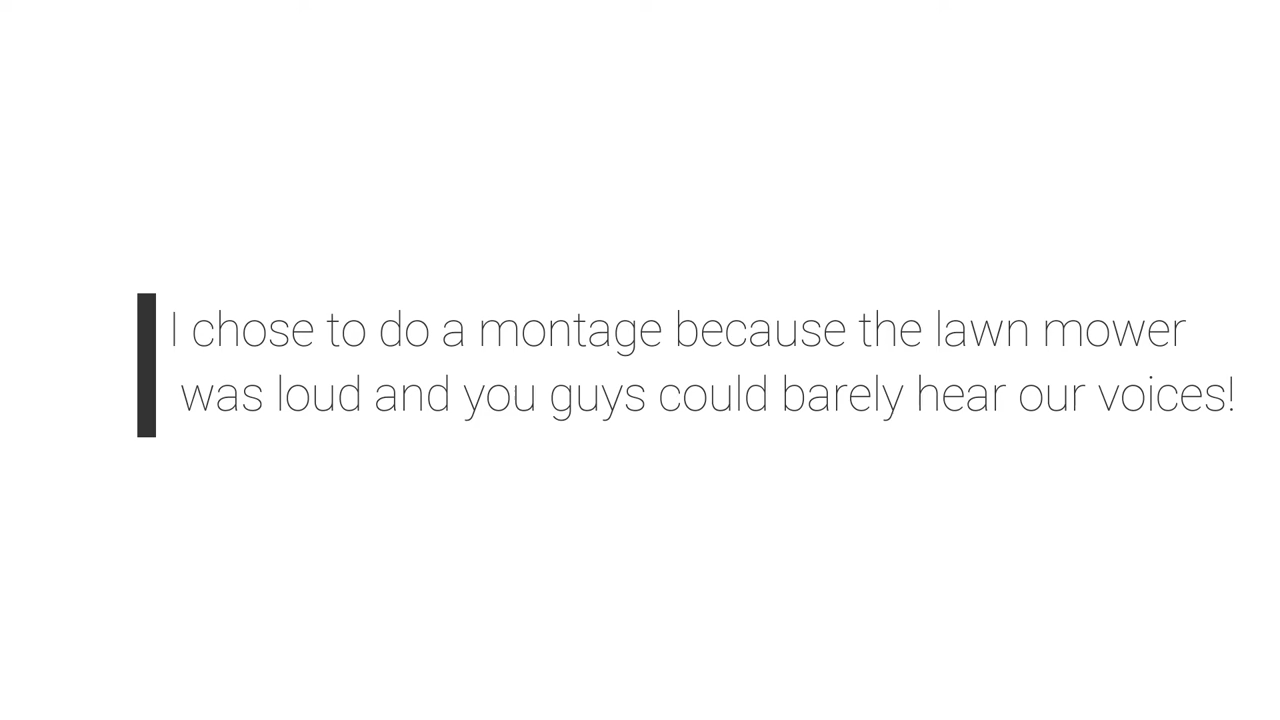 I chose to do a montage because the lawn mower
was loud and you guys could barely hear our voices!